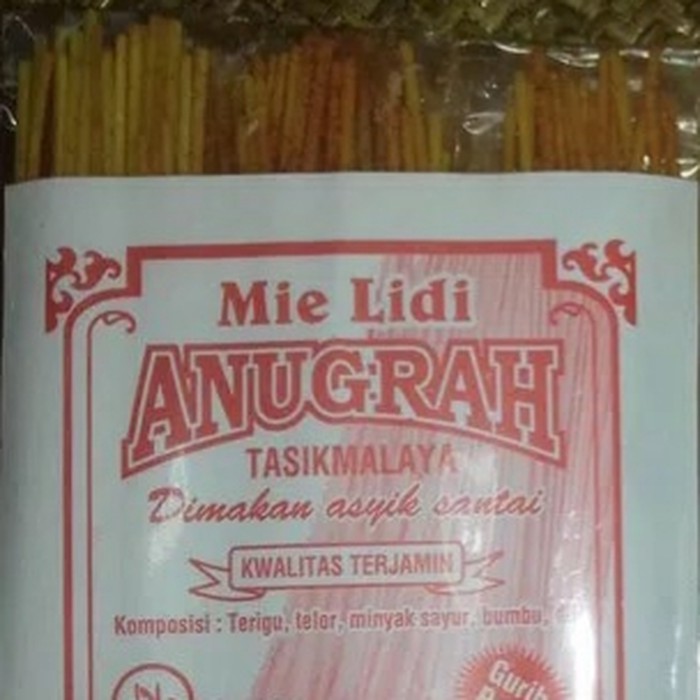 Mie Lidi
ANUGRAH
TASIKMALAYA
Dimakan asyik santai
KWALITAS TERJAMIN
Komposisi : Terigu, telor, minyak sayur, bumbu,